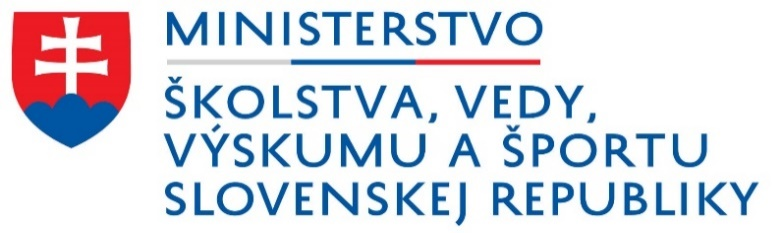 MINISTERSTVO
ŠKOLSTVA, VEDY,
VÝSKUMU A ŠPORTU
SLOVENSKEJ REPUBLIKY